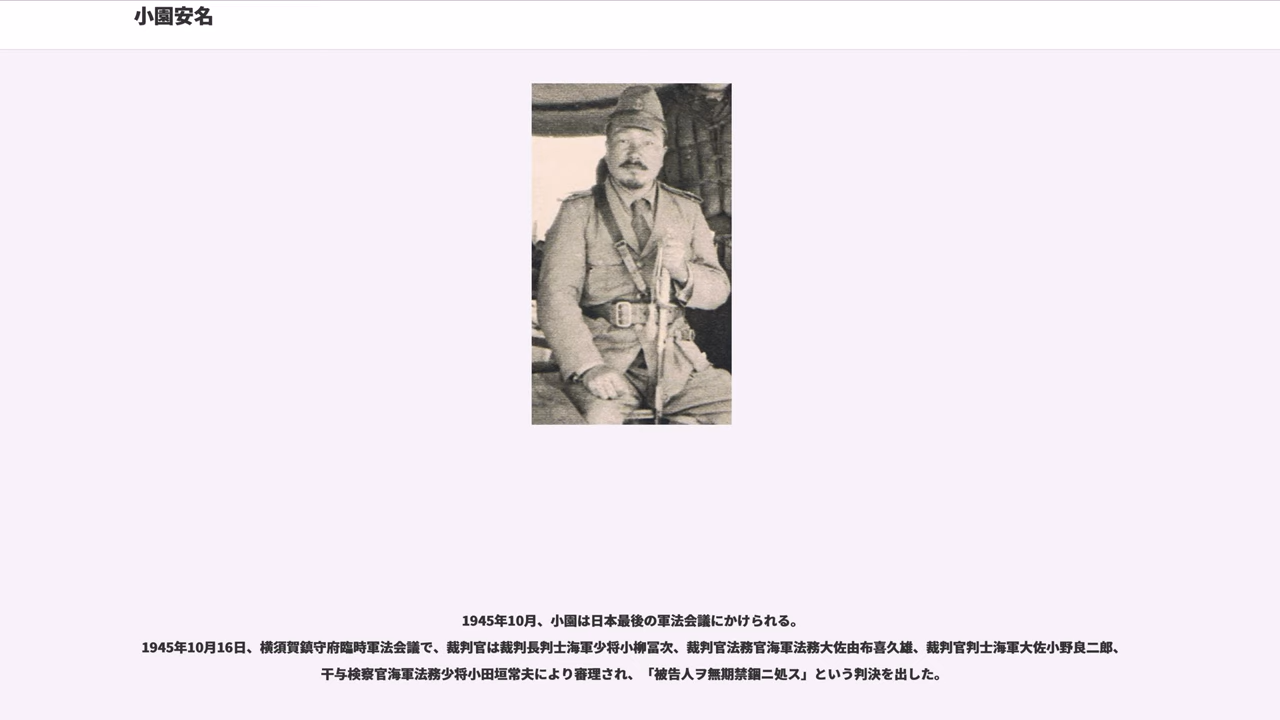 小園安名
1945年10月、小園は日本最後の軍法会議にかけられる。
1945年10月16日、横須賀鎮守府臨時軍法会議で、裁判官は裁判長判士海軍少将小柳冨次、裁判官法務官海軍法務大佐由布喜久雄、裁判官判士海軍大佐小野良二郎、
干与検察官海軍法務少将小田垣常夫により審理され、「被告人ヲ無期禁錮ニ処ス」という判決を出した。